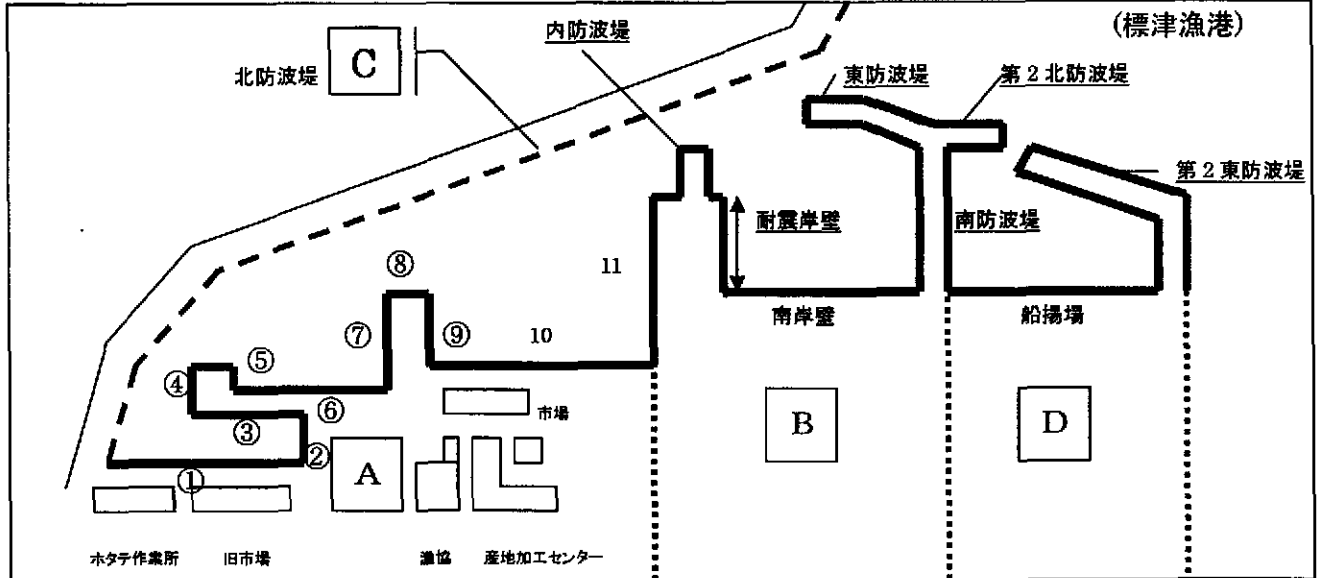 (標津漁港)
内防波堤
北防波堤
C
東防波堤
第2北防波堤
第2東防波堤
耐震岸壁
南防波堤
⑧
11
⑦
⑨
10
南岸壁
船揚場
⑤
④
⑥
③
②
①
市場
A
B
D
ホタテ作業所
旧市場
漁協
産地加工センター